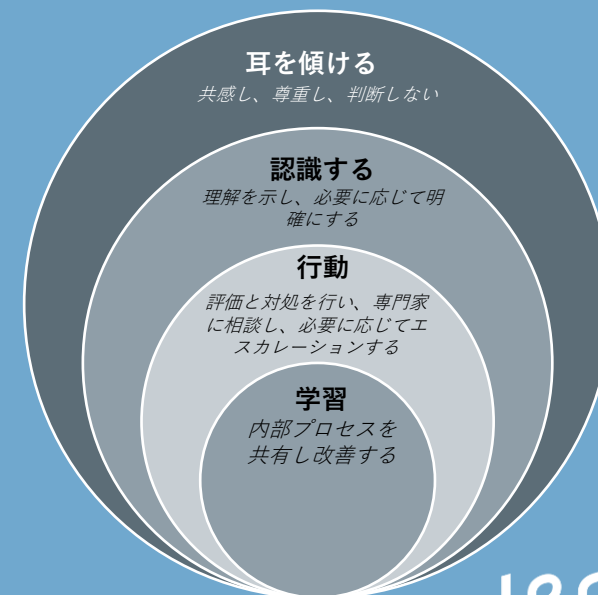 耳を傾ける
共感し、尊重し、判断しない
認識する
理解を示し、必要に応じて明
確にする
行動
評価と対処を行い、専門家
に相談し、必要に応じてエ
スカレーションする
学習
内部プロセスを
共有し改善する